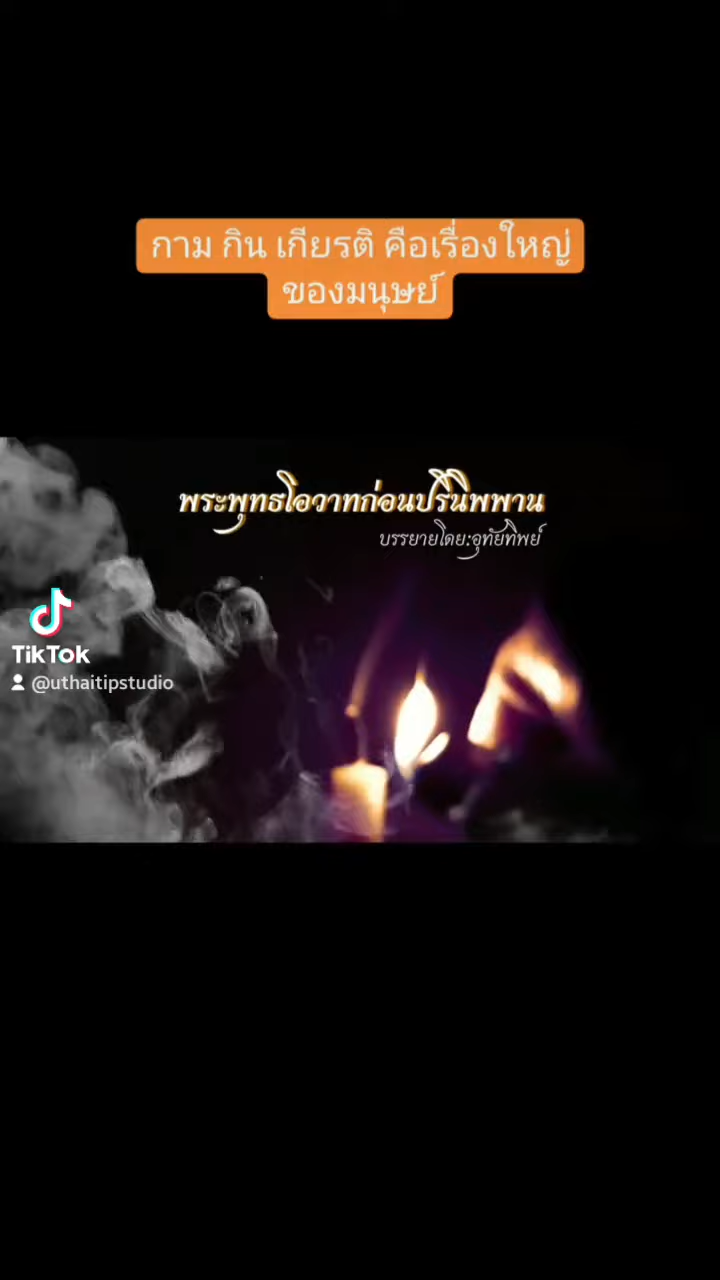 กาม กิน เกียรติ คือเรื่องใหญ่
ของมนุษย์
พระพุทธโอวาทก่อนปรินิพพาน
บรรยายโดย:อุทัยทิพย์
TikTok
@uthaitipstudio